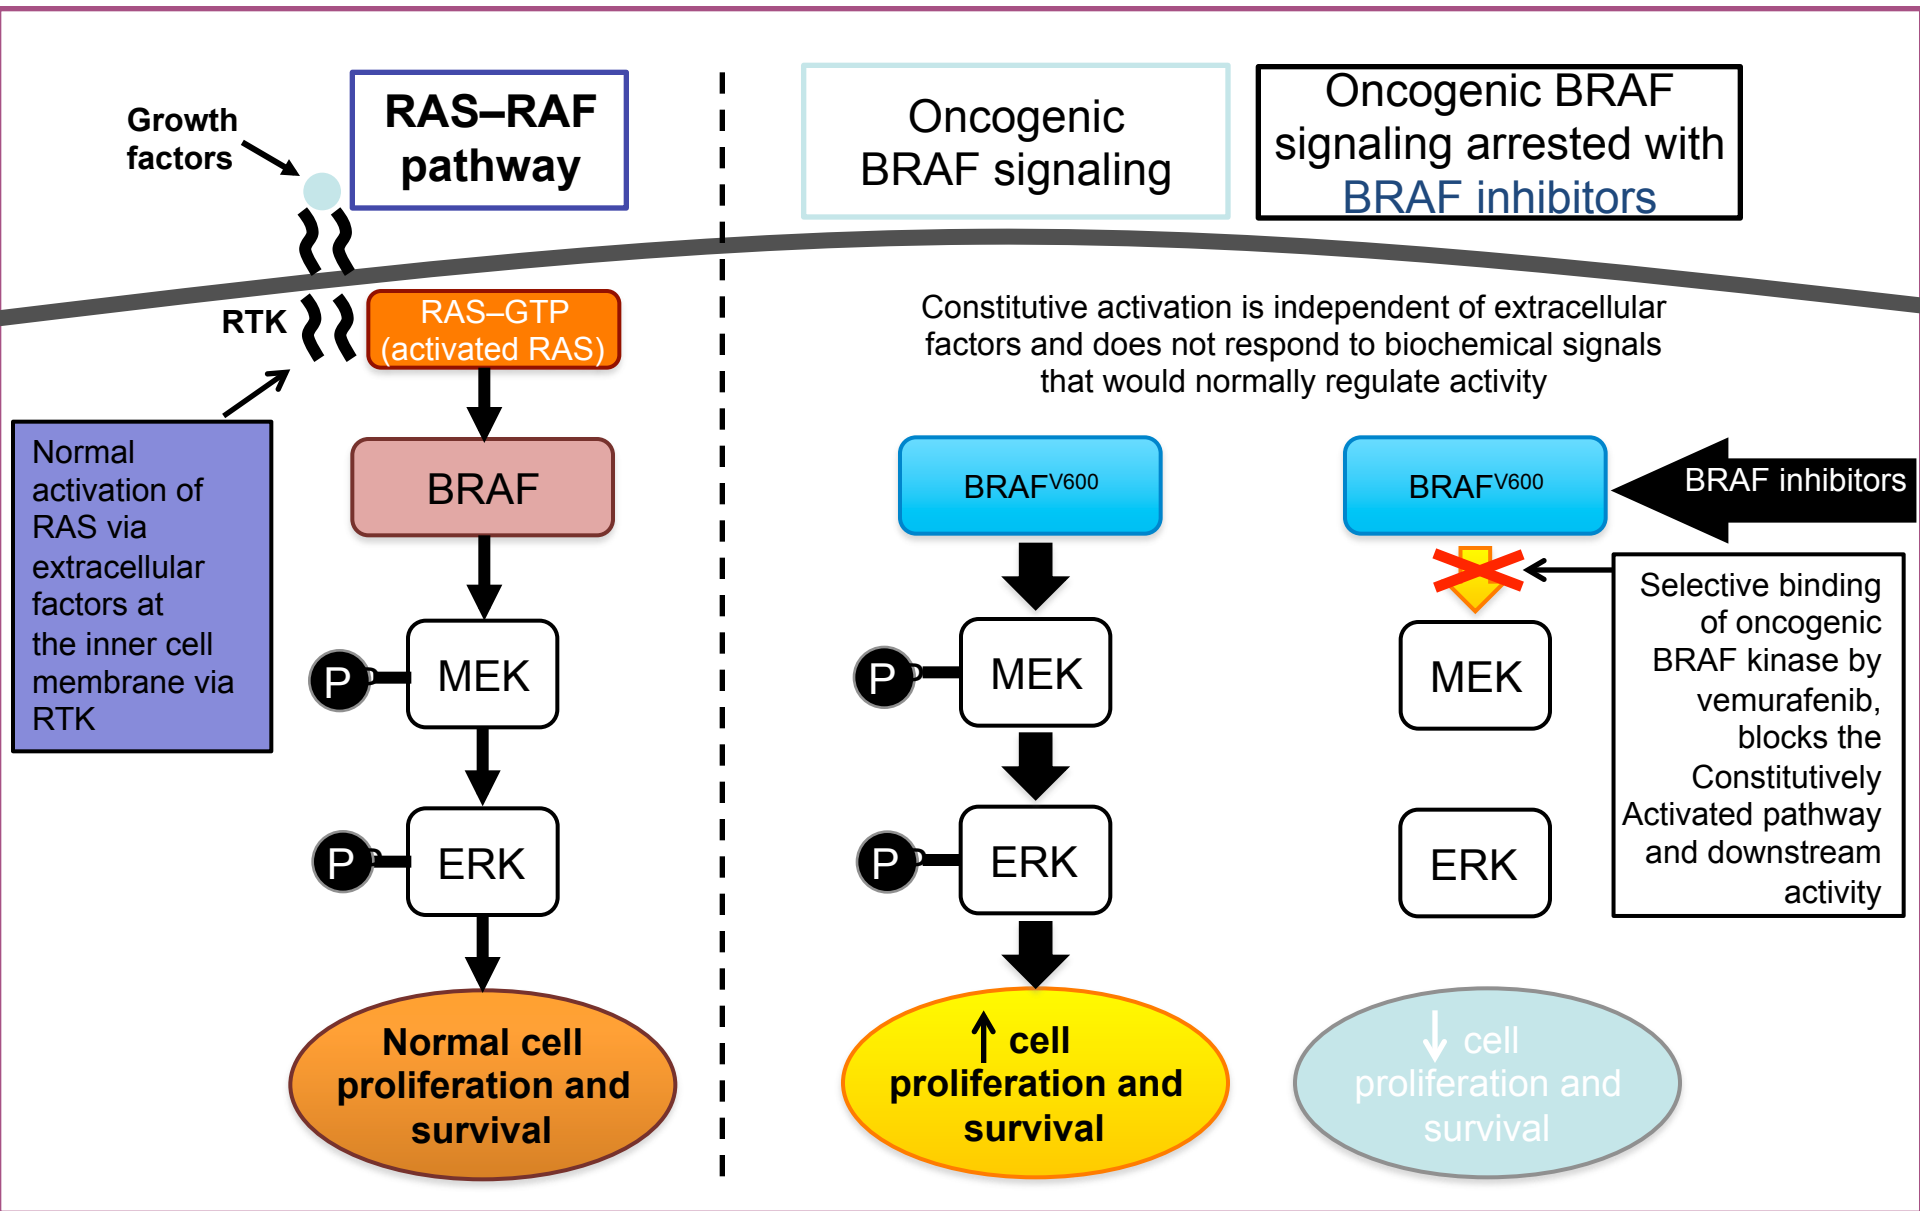 Growth
factors
RAS–RAF
pathway
RTK
RAS–GTP
(activated RAS)
Normal
activation of
RAS via
extracellular
factors at
the inner cell
membrane via
RTK
BRAF
P
MEK
P
ERK
Normal cell
proliferation and
survival
Oncogenic
BRAF signaling
Oncogenic BRAF
signaling arrested with
BRAF inhibitors
Constitutive activation is independent of extracellular
factors and does not respond to biochemical signals
that would normally regulate activity
BRAFV600
P
MEK
P
ERK
↑ cell
proliferation and
survival
BRAFV600
BRAF inhibitors
MEK
ERK
Selective binding
of oncogenic
BRAF kinase by
vemurafenib,
blocks the
Constitutively
Activated pathway
and downstream
activity
↓ cell
proliferation and
survival